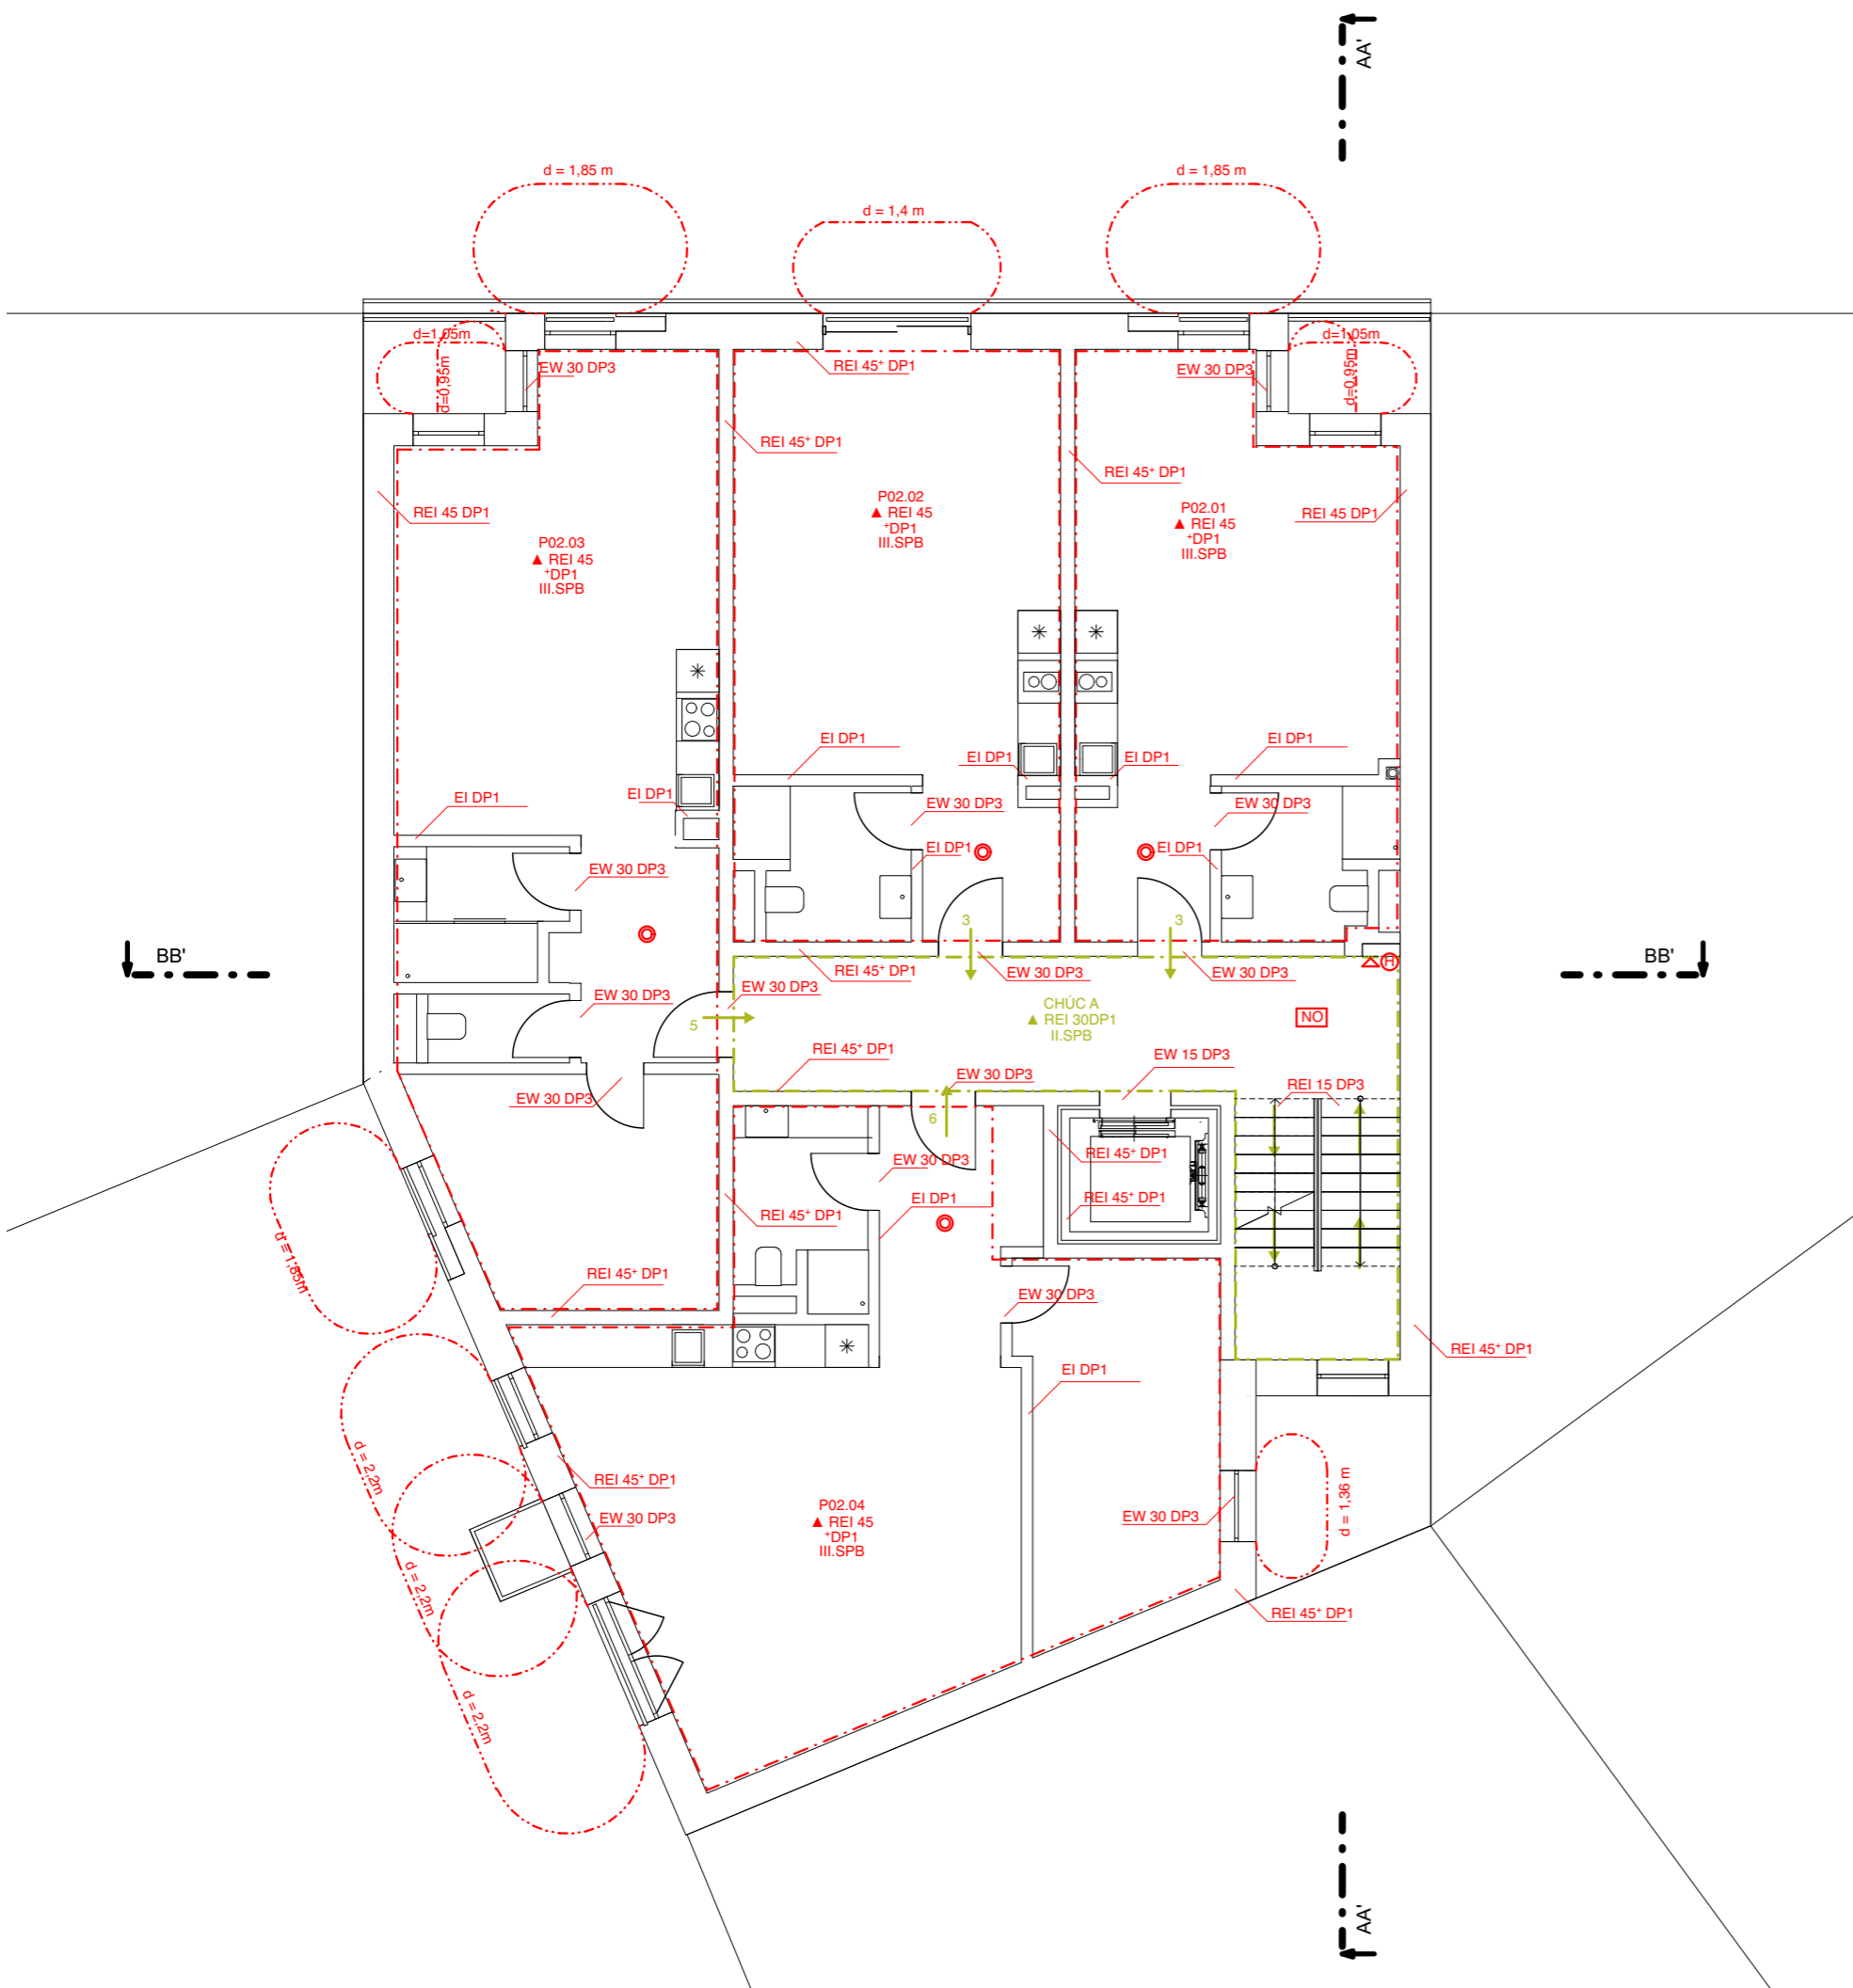 AA'
d = 1,85 m
d = 1,4 m
d = 1,85 m
d=1,05m
d=0,95m
EW 30 DP3
REI 45⁺ DP1
EW 30 DP3
d=1,05m
d=0,95m
REI 45⁺ DP1
REI 45⁺ DP1
REI 45 DP1
P02.03
▲ REI 45
⁺DP1
III.SPB
P02.02
▲ REI 45
⁺DP1
III.SPB
P02.01
▲ REI 45
⁺DP1
III.SPB
REI 45 DP1
EI DP1
EI DP1
EI DP1
EI DP1
EI DP1
EI DP1
EW 30 DP3
EW 30 DP3
EI DP1
EI DP1
EW 30 DP3
3
3
BB'
BB'
REI 45⁺ DP1
EW 30 DP3
EW 30 DP3
H
EW 30 DP3
EW 30 DP3
5
CHÚC A
▲ REI 30DP1
II.SPB
NO
REI 45⁺ DP1
EW 15 DP3
EW 30 DP3
REI 15 DP3
EW 30 DP3
6
REI 45⁺ DP1
EW 30 DP3
EI DP1
REI 45⁺ DP1
REI 45⁺ DP1
d = 1,85m
REI 45⁺ DP1
EW 30 DP3
REI 45⁺ DP1
EI DP1
d = 2,2m
REI 45⁺ DP1
EW 30 DP3
P02.04
▲ REI 45
⁺DP1
III.SPB
EW 30 DP3
d = 1,36 m
d = 2,2m
REI 45⁺ DP1
d = 2,2m
AA'